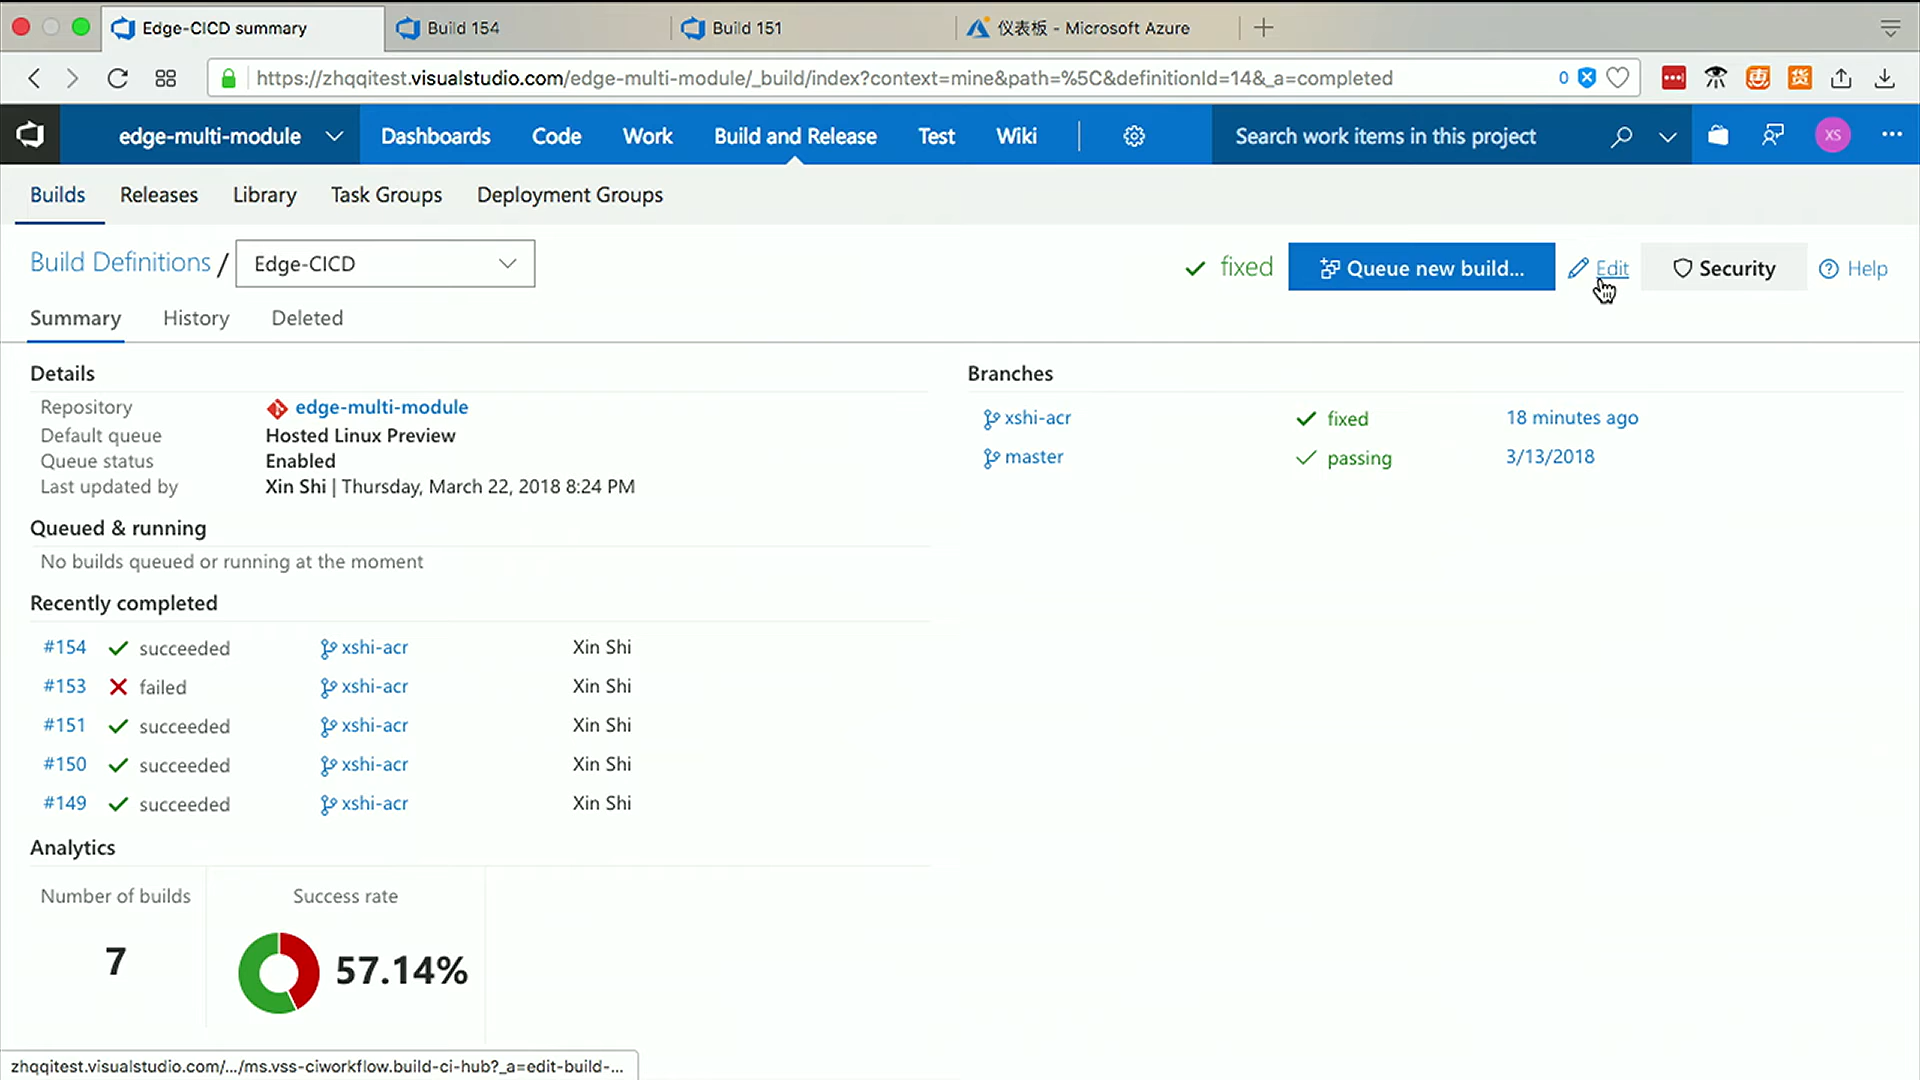 Edge-CICD summary
Build 154
Build 151
仪表板 - Microsoft Azure
https://zhqqitest.visualstudio.com/edge-multi-module/_build/index?context=mine&path=%5C&definitionId=14&_a=completed
0
惠
货
edge-multi-module
Dashboards
Code
Work
Build and Release
Test
Wiki
Search work items in this project
XS
Builds
Releases
Library
Task Groups
Deployment Groups
Build Definitions / Edge-CICD
fixed
Queue new build...
Edit
Security
Help
Summary
History
Deleted
Details
Repository edge-multi-module
Default queue Hosted Linux Preview
Queue status Enabled
Last updated by Xin Shi | Thursday, March 22, 2018 8:24 PM
Queued & running
No builds queued or running at the moment
Recently completed
#154 succeeded xshi-acr Xin Shi
#153 failed xshi-acr Xin Shi
#151 succeeded xshi-acr Xin Shi
#150 succeeded xshi-acr Xin Shi
#149 succeeded xshi-acr Xin Shi
Analytics
Number of builds
7
Success rate
57.14%
Branches
xshi-acr fixed 18 minutes ago
master passing 3/13/2018
zhqqitest.visualstudio.com/.../ms.vss-ciworkflow.build-ci-hub?_a=edit-build-...